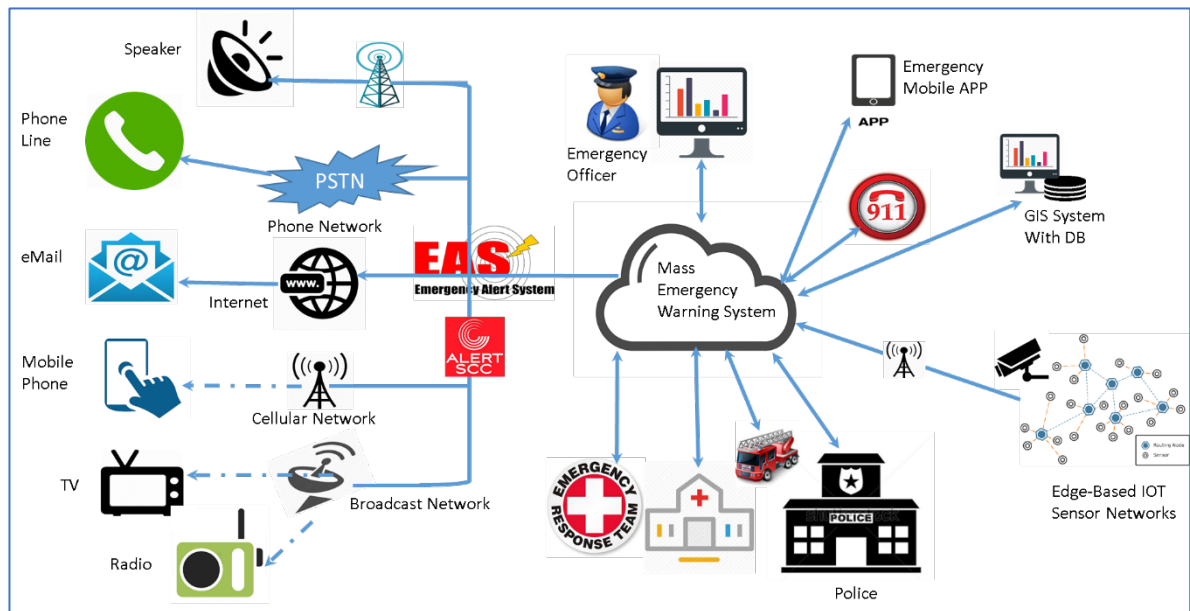 Speaker
Phone
Line
PSTN
Phone Network
eMail
@
www.
Internet
EAS
Emergency Alert System
ALERT
SCC
Mobile
Phone
Cellular Network
TV
Broadcast Network
Radio
Emergency
Officer
Emergency
Mobile APP
APP
911
GIS System
With DB
Mass
Emergency
Warning System
EMERGENCY
RESPONSE TEAM
POLICE
Police
Routing Node
Sensor
Edge-Based IOT
Sensor Networks